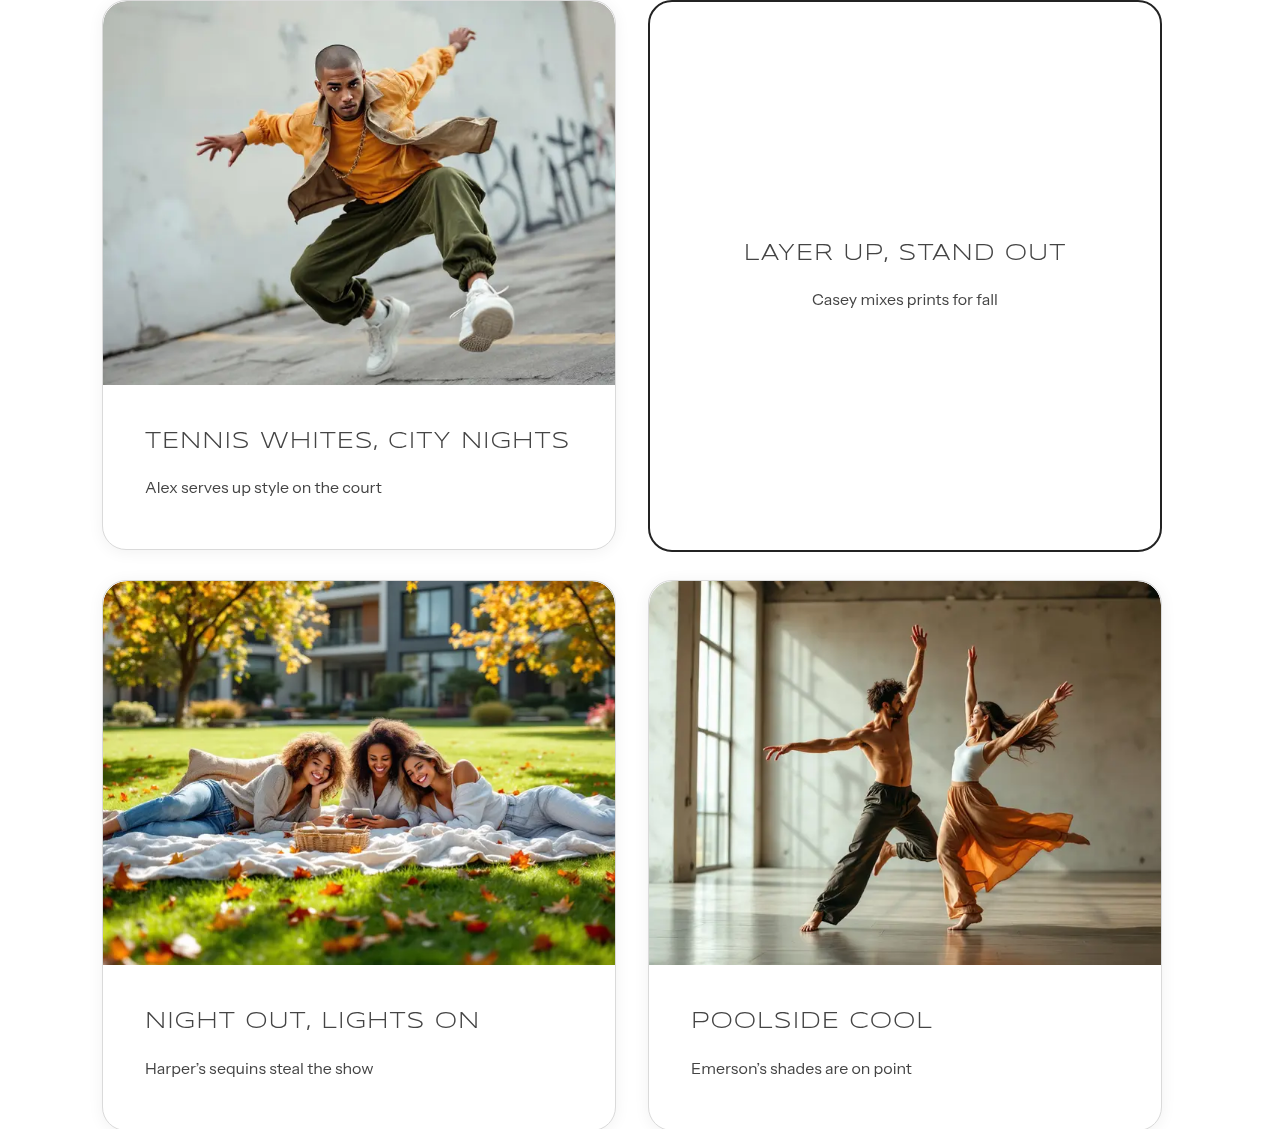 TENNIS WHITES, CITY NIGHTS
Alex serves up style on the court
LAYER UP, STAND OUT
Casey mixes prints for fall
NIGHT OUT, LIGHTS ON
Harper’s sequins steal the show
POOLSIDE COOL
Emerson’s shades are on point